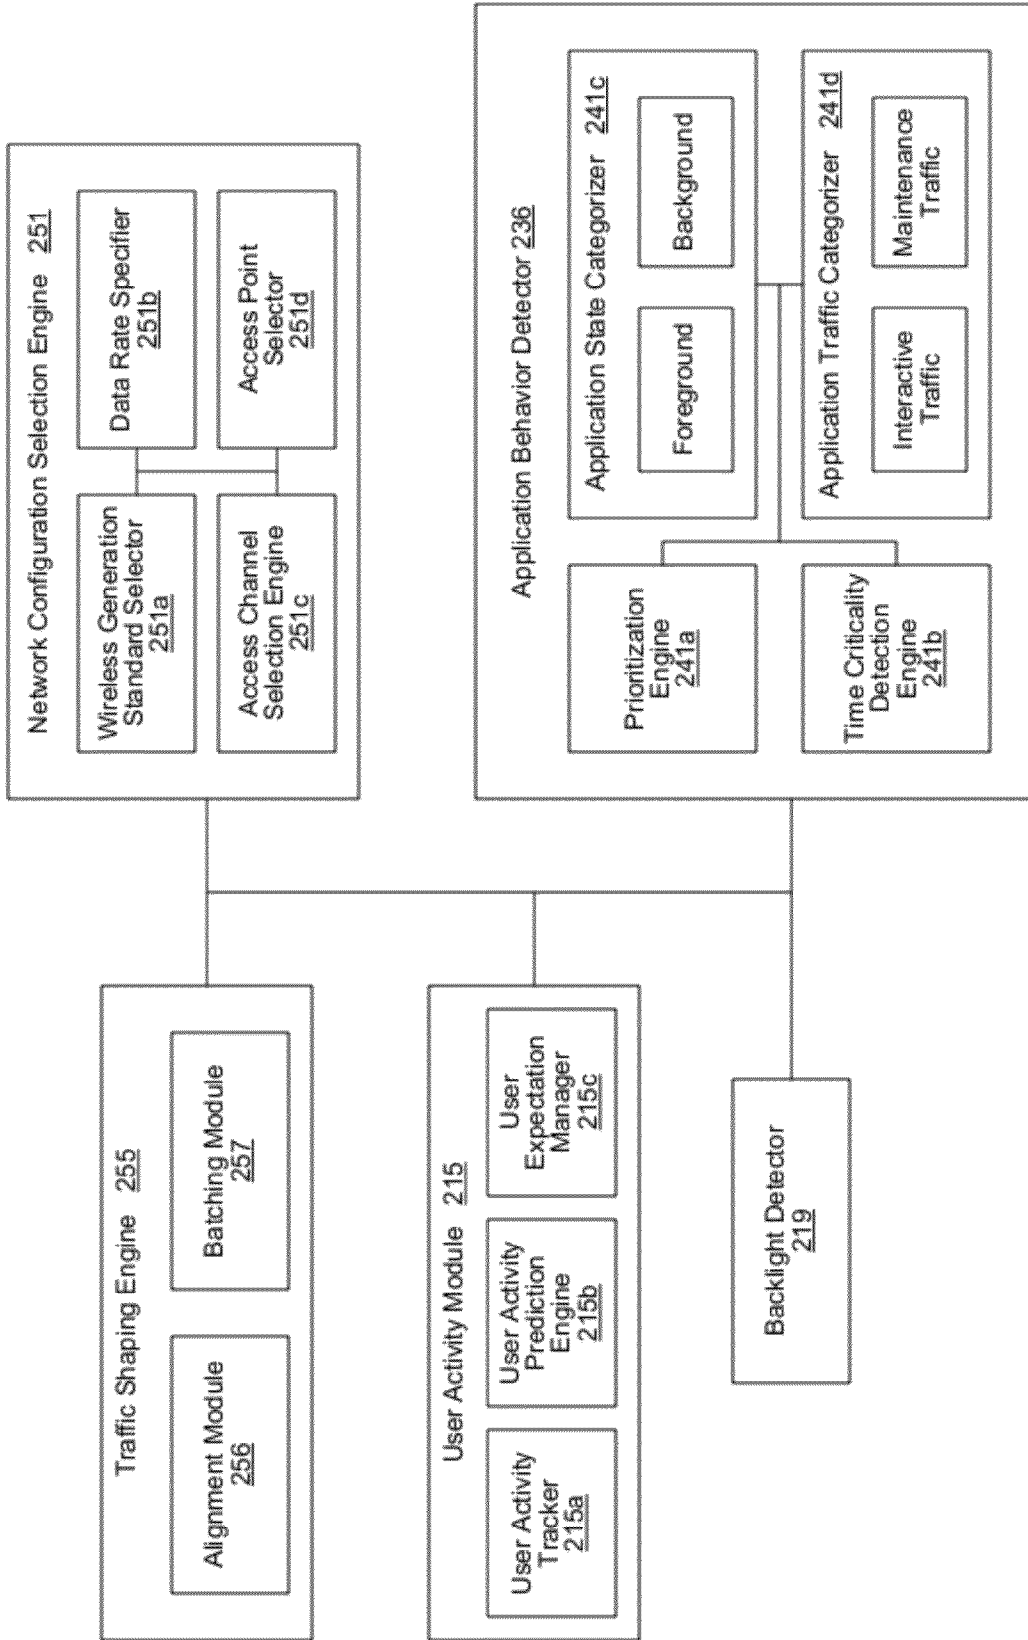 Traffic Shaping Engine 255
Alignment Module
256
Batching Module
257
Network Configuration Selection Engine 251
Wireless Generation
Standard Selector
251a
Data Rate Specifier
251b
Access Channel
Selection Engine
251c
Access Point
Selector
251d
User Activity Module 215
User Activity
Tracker
215a
User Activity
Prediction
Engine
215b
User
Expectation
Manager
215c
Backlight Detector
219
Application Behavior Detector 236
Prioritization
Engine
241a
Time Criticality
Detection
Engine
241b
Application State Categorizer 241c
Foreground
Background
Application Traffic Categorizer 241d
Interactive
Traffic
Maintenance
Traffic